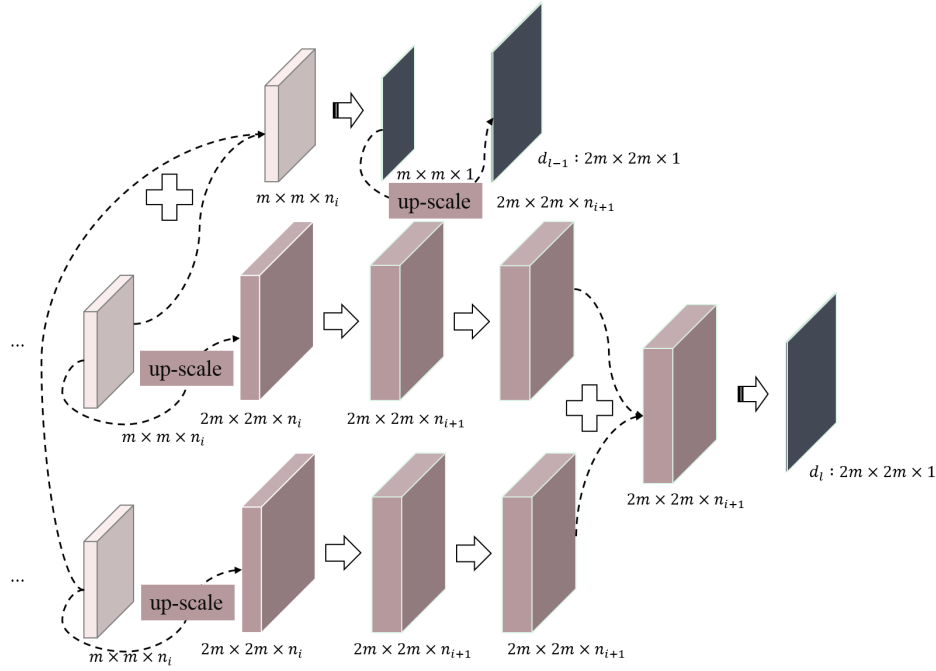 m × m × 1
d_{l−1} : 2m × 2m × 1
m × m × n_i
up-scale
2m × 2m × n_{i+1}
...
up-scale
2m × 2m × n_i
2m × 2m × n_{i+1}
m × m × n_i
d_l : 2m × 2m × 1
2m × 2m × n_{i+1}
...
up-scale
m × m × n_i
2m × 2m × n_i
2m × 2m × n_{i+1}
2m × 2m × n_{i+1}